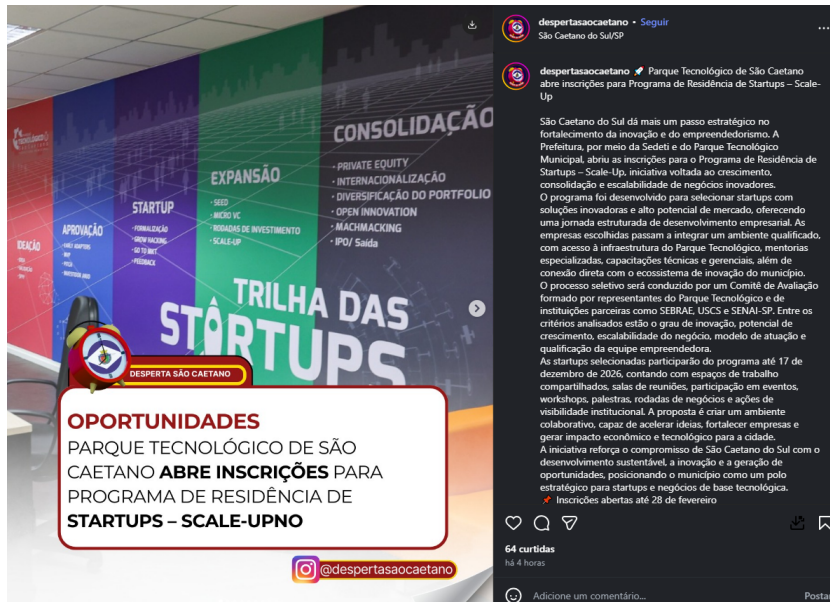 TECNOLÓGICO
IDEAÇÃO
APROVAÇÃO
- EARLY ADAPTERS
- MVP
- INVESTIDOR ANJO
STARTUP
- FORMALIZAÇÃO
- GROW HACKING
- GO TO MKT
- FEEDBACK
EXPANSÃO
- SEED
- MICRO VC
- RODADAS DE INVESTIMENTO
- SCALE-UP
CONSOLIDAÇÃO
- PRIVATE EQUITY
- INTERNACIONALIZAÇÃO
- DIVERSIFICAÇÃO DO PORTFOLIO
- OPEN INNOVATION
- MACHMACKING
- IPO/ Saída
TRILHA DAS
STARTUPS
DESPERTA SÃO CAETANO
OPORTUNIDADES
PARQUE TECNOLÓGICO DE SÃO
CAETANO ABRE INSCRIÇÕES PARA
PROGRAMA DE RESIDÊNCIA DE
STARTUPS – SCALE-UPNO
@despertasaocaetano
despertasaocaetano • Seguir
São Caetano do Sul/SP
despertasaocaetano 🚀 Parque Tecnológico de São Caetano
abre inscrições para Programa de Residência de Startups – Scale-
Up
São Caetano do Sul dá mais um passo estratégico no
fortalecimento da inovação e do empreendedorismo. A
Prefeitura, por meio da Sedeti e do Parque Tecnológico
Municipal, abriu as inscrições para o Programa de Residência de
Startups – Scale-Up, iniciativa voltada ao crescimento,
consolidação e escalabilidade de negócios inovadores.
O programa foi desenvolvido para selecionar startups com
soluções inovadoras e alto potencial de mercado, oferecendo
uma jornada estruturada de desenvolvimento empresarial. As
empresas escolhidas passam a integrar um ambiente qualificado,
com acesso à infraestrutura do Parque Tecnológico, mentorias
especializadas, capacitações técnicas e gerenciais, além de
conexão direta com o ecossistema de inovação do município.
O processo seletivo será conduzido por um Comitê de Avaliação
formado por representantes do Parque Tecnológico e de
instituições parceiras como SEBRAE, USCS e SENAI-SP. Entre os
critérios analisados estão o grau de inovação, potencial de
crescimento, escalabilidade do negócio, modelo de atuação e
qualificação da equipe empreendedora.
As startups selecionadas participarão do programa até 17 de
dezembro de 2026, contando com espaços de trabalho
compartilhados, salas de reuniões, participação em eventos,
workshops, palestras, rodadas de negócios e ações de
visibilidade institucional. A proposta é criar um ambiente
colaborativo, capaz de acelerar ideias, fortalecer empresas e
gerar impacto econômico e tecnológico para a cidade.
A iniciativa reforça o compromisso de São Caetano do Sul com o
desenvolvimento sustentável, a inovação e a geração de
oportunidades, posicionando o município como um polo
estratégico para startups e negócios de base tecnológica.
📌 Inscrições abertas até 28 de fevereiro
64 curtidas
há 4 horas
Adicione um comentário...
Postar